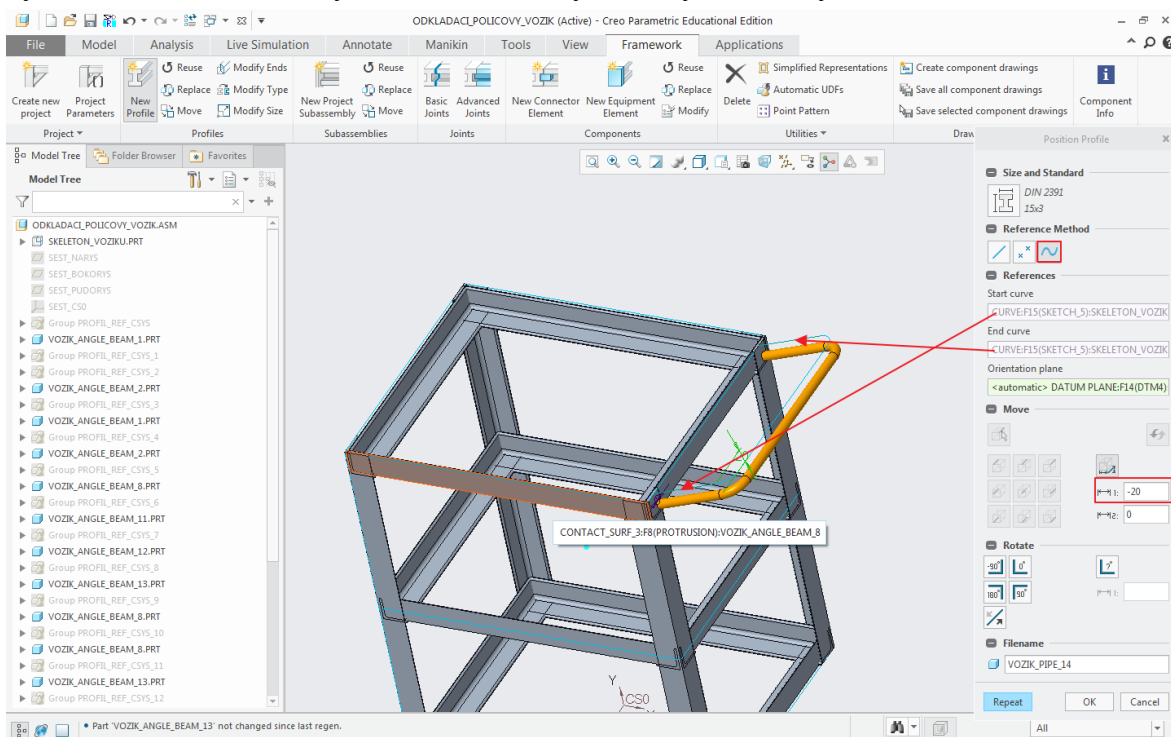 ODKLADACI_POLICOVY_VOZIK (Active) - Creo Parametric Educational Edition
File Model Analysis Live Simulation Annotate Manikin Tools View Framework Applications
Reuse Modify Ends Reuse Reuse Simplified Representations Create component drawings
Replace Modify Type Replace Replace Automatic UDFs Save all component drawings
Create new project Project Parameters New Profile Move Modify Size New Project Subassembly Move Basic Joints Advanced Joints New Connector Element New Equipment Element Modify Delete Point Pattern Save selected component drawings Component Info
Project Profiles Subassemblies Joints Components Utilities Draw
Position Profile
Model Tree Folder Browser Favorites
Model Tree
ODKLADACI_POLICOVY_VOZIK.ASM
SKELETON_VOZIKU.PRT
SEST_NARYS
SEST_BOKORYS
SEST_PUDORYS
SEST_CS0
Group PROFIL_REF_CSYS
VOZIK_ANGLE_BEAM_1.PRT
Group PROFIL_REF_CSYS_1
Group PROFIL_REF_CSYS_2
VOZIK_ANGLE_BEAM_2.PRT
Group PROFIL_REF_CSYS_3
VOZIK_ANGLE_BEAM_1.PRT
Group PROFIL_REF_CSYS_4
VOZIK_ANGLE_BEAM_2.PRT
Group PROFIL_REF_CSYS_5
VOZIK_ANGLE_BEAM_8.PRT
Group PROFIL_REF_CSYS_6
VOZIK_ANGLE_BEAM_11.PRT
Group PROFIL_REF_CSYS_7
VOZIK_ANGLE_BEAM_12.PRT
Group PROFIL_REF_CSYS_8
VOZIK_ANGLE_BEAM_13.PRT
Group PROFIL_REF_CSYS_9
VOZIK_ANGLE_BEAM_8.PRT
Group PROFIL_REF_CSYS_10
VOZIK_ANGLE_BEAM_8.PRT
Group PROFIL_REF_CSYS_11
VOZIK_ANGLE_BEAM_13.PRT
Group PROFIL_REF_CSYS_12
CONTACT_SURF_3:F8(PROTRUSION):VOZIK_ANGLE_BEAM_8
Y
CS0
Size and Standard
DIN 2391
15x3
Reference Method
References
Start curve
CURVE:F15(SKETCH_5):SKELETON_VOZIK
End curve
CURVE:F15(SKETCH_5):SKELETON_VOZIK
Orientation plane
<automatic> DATUM PLANE:F14(DTM4)
Move
1: -20
2: 0
Rotate
-90° 0° ?°
180° 90° 1:
Filename
VOZIK_PIPE_14
Repeat OK Cancel
• Part 'VOZIK_ANGLE_BEAM_13' not changed since last regen.
All